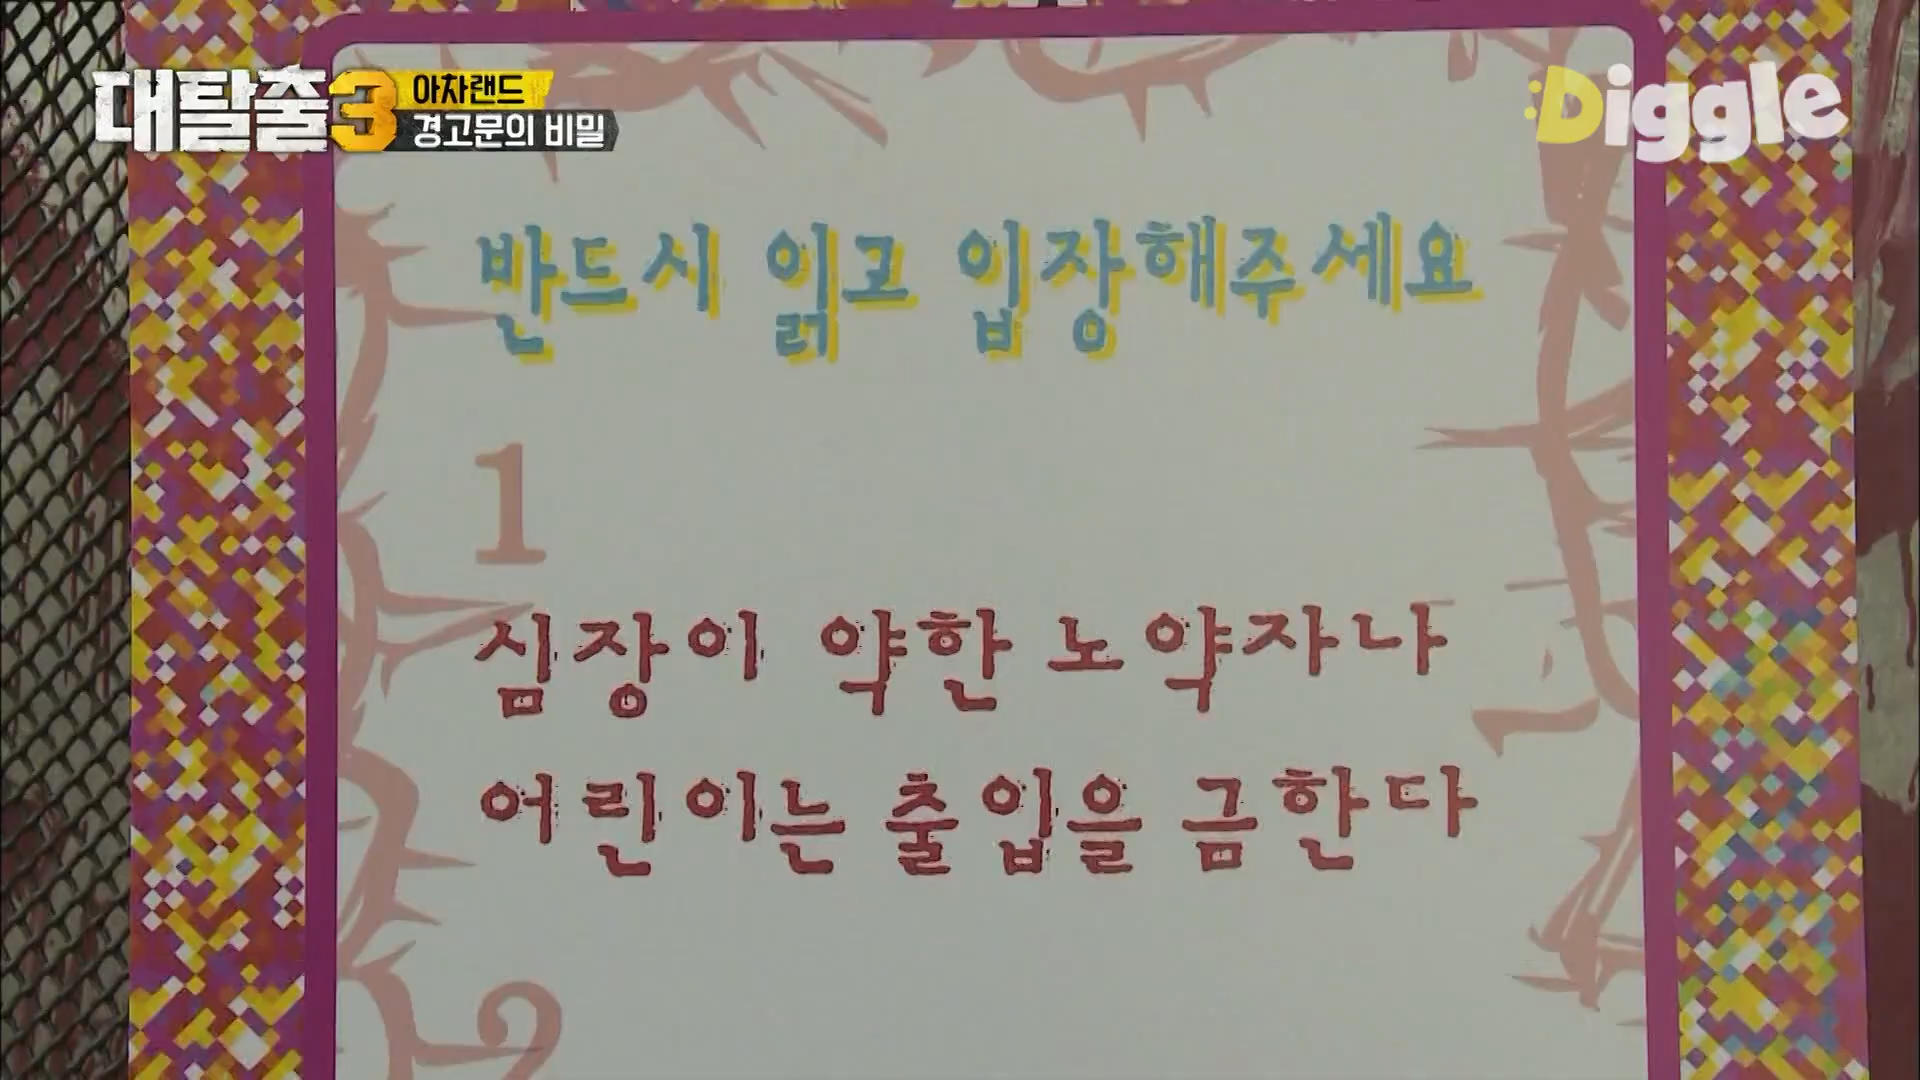 대탈출3
아차랜드
경고문의 비밀
Diggle
반드시 읽고 입장해주세요
1
심장이 약한 노약자나
어린이는 출입을 금한다
2